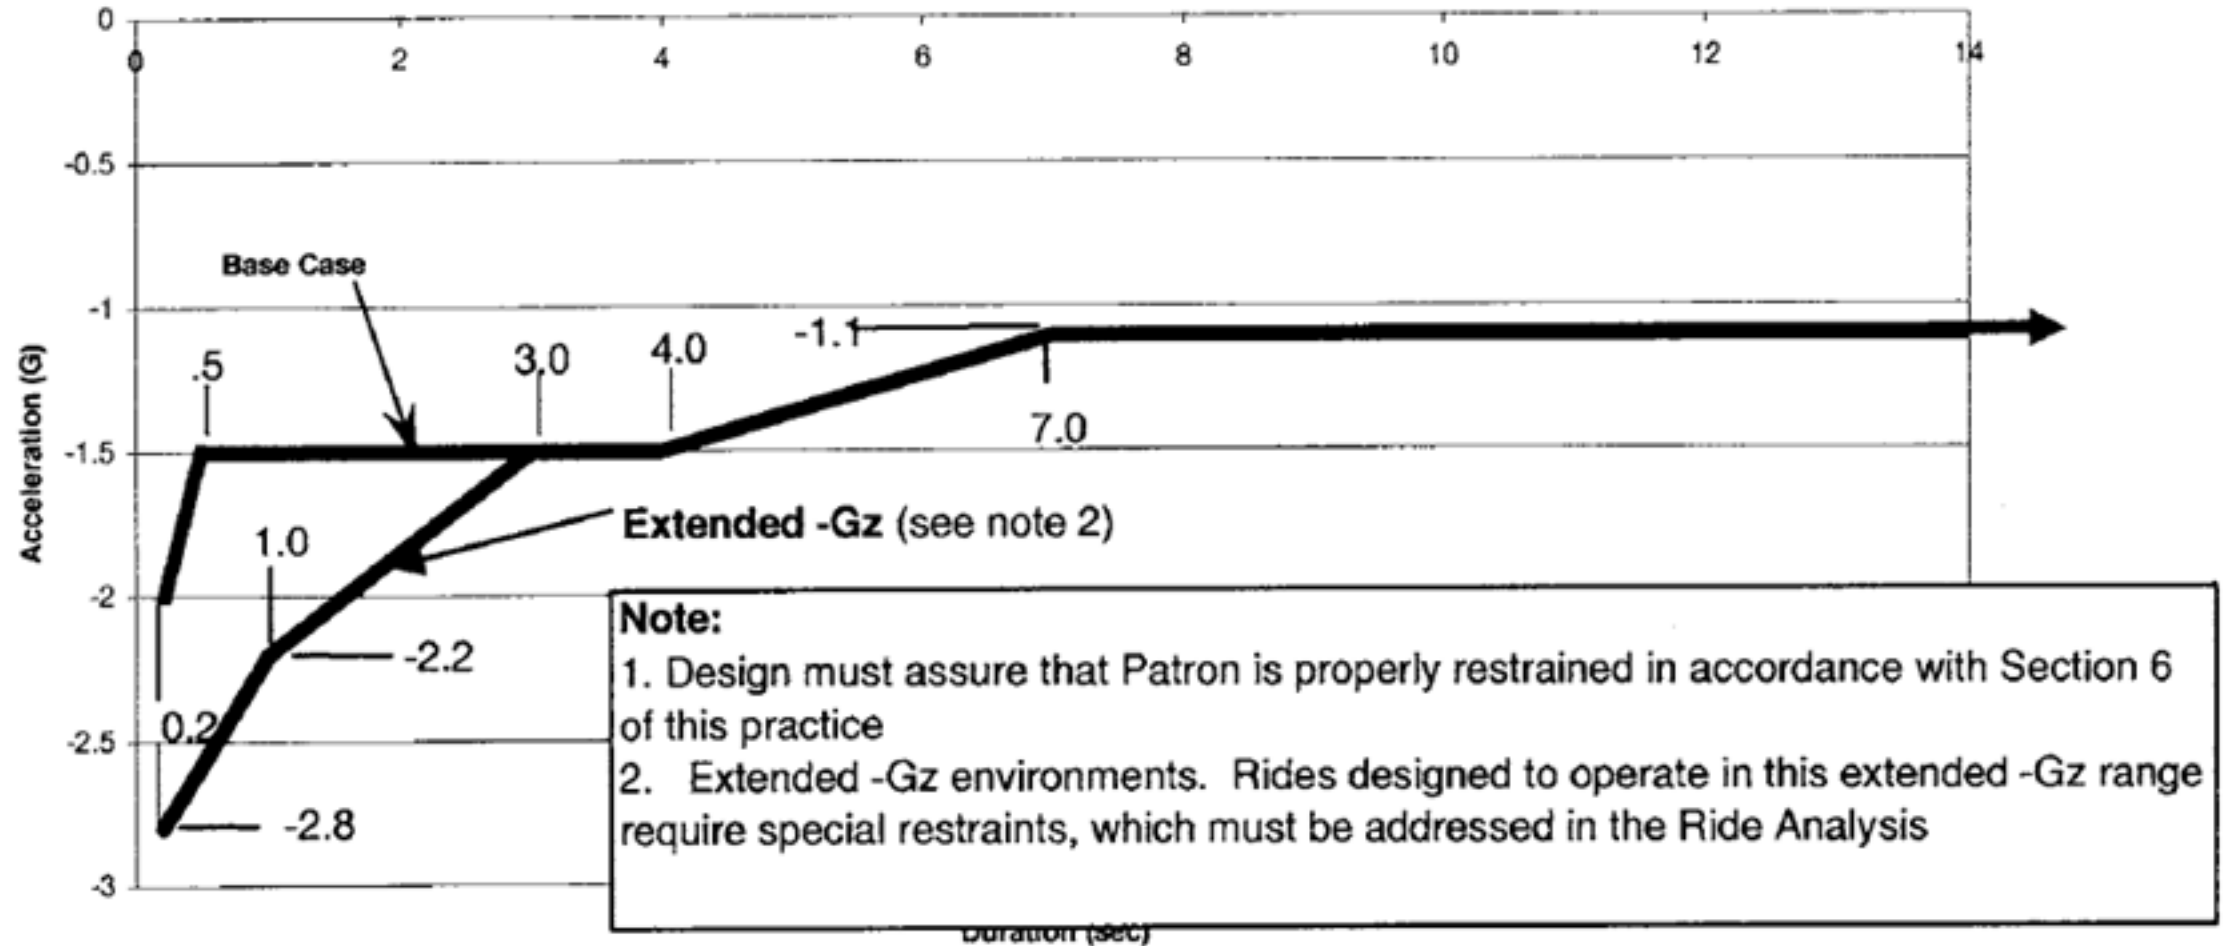 0
0 2 4 6 8 10 12 14
-0.5
Base Case
-1
-1.1
.5 3.0 4.0
7.0
-1.5
Acceleration (G)
Extended -Gz (see note 2)
1.0
-2
-2.2
0.2
-2.5
-2.8
-3
Note:
1. Design must assure that Patron is properly restrained in accordance with Section 6
of this practice
2. Extended -Gz environments. Rides designed to operate in this extended -Gz range
require special restraints, which must be addressed in the Ride Analysis
Duration (sec)